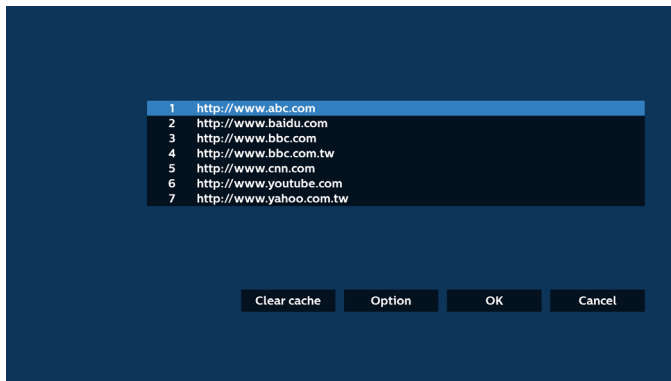 1 http://www.abc.com
2 http://www.baidu.com
3 http://www.bbc.com
4 http://www.bbc.com.tw
5 http://www.cnn.com
6 http://www.youtube.com
7 http://www.yahoo.com.tw
Clear cache Option OK Cancel